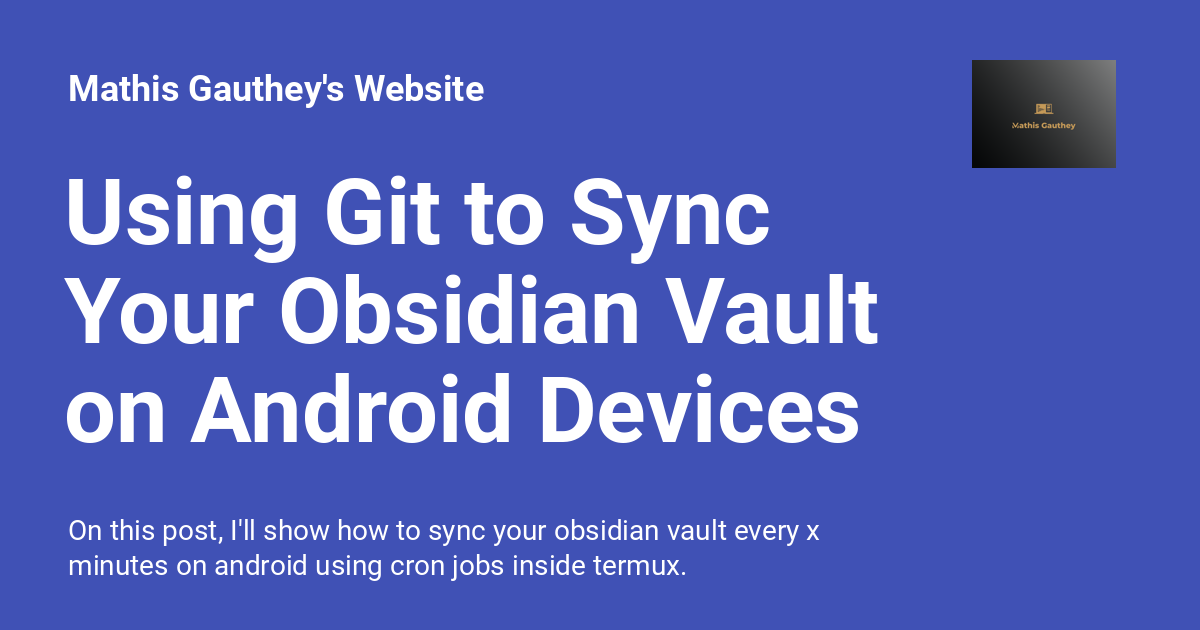 Mathis Gauthey's Website
Mathis Gauthey
Using Git to Sync
Your Obsidian Vault
on Android Devices
On this post, I'll show how to sync your obsidian vault every x
minutes on android using cron jobs inside termux.